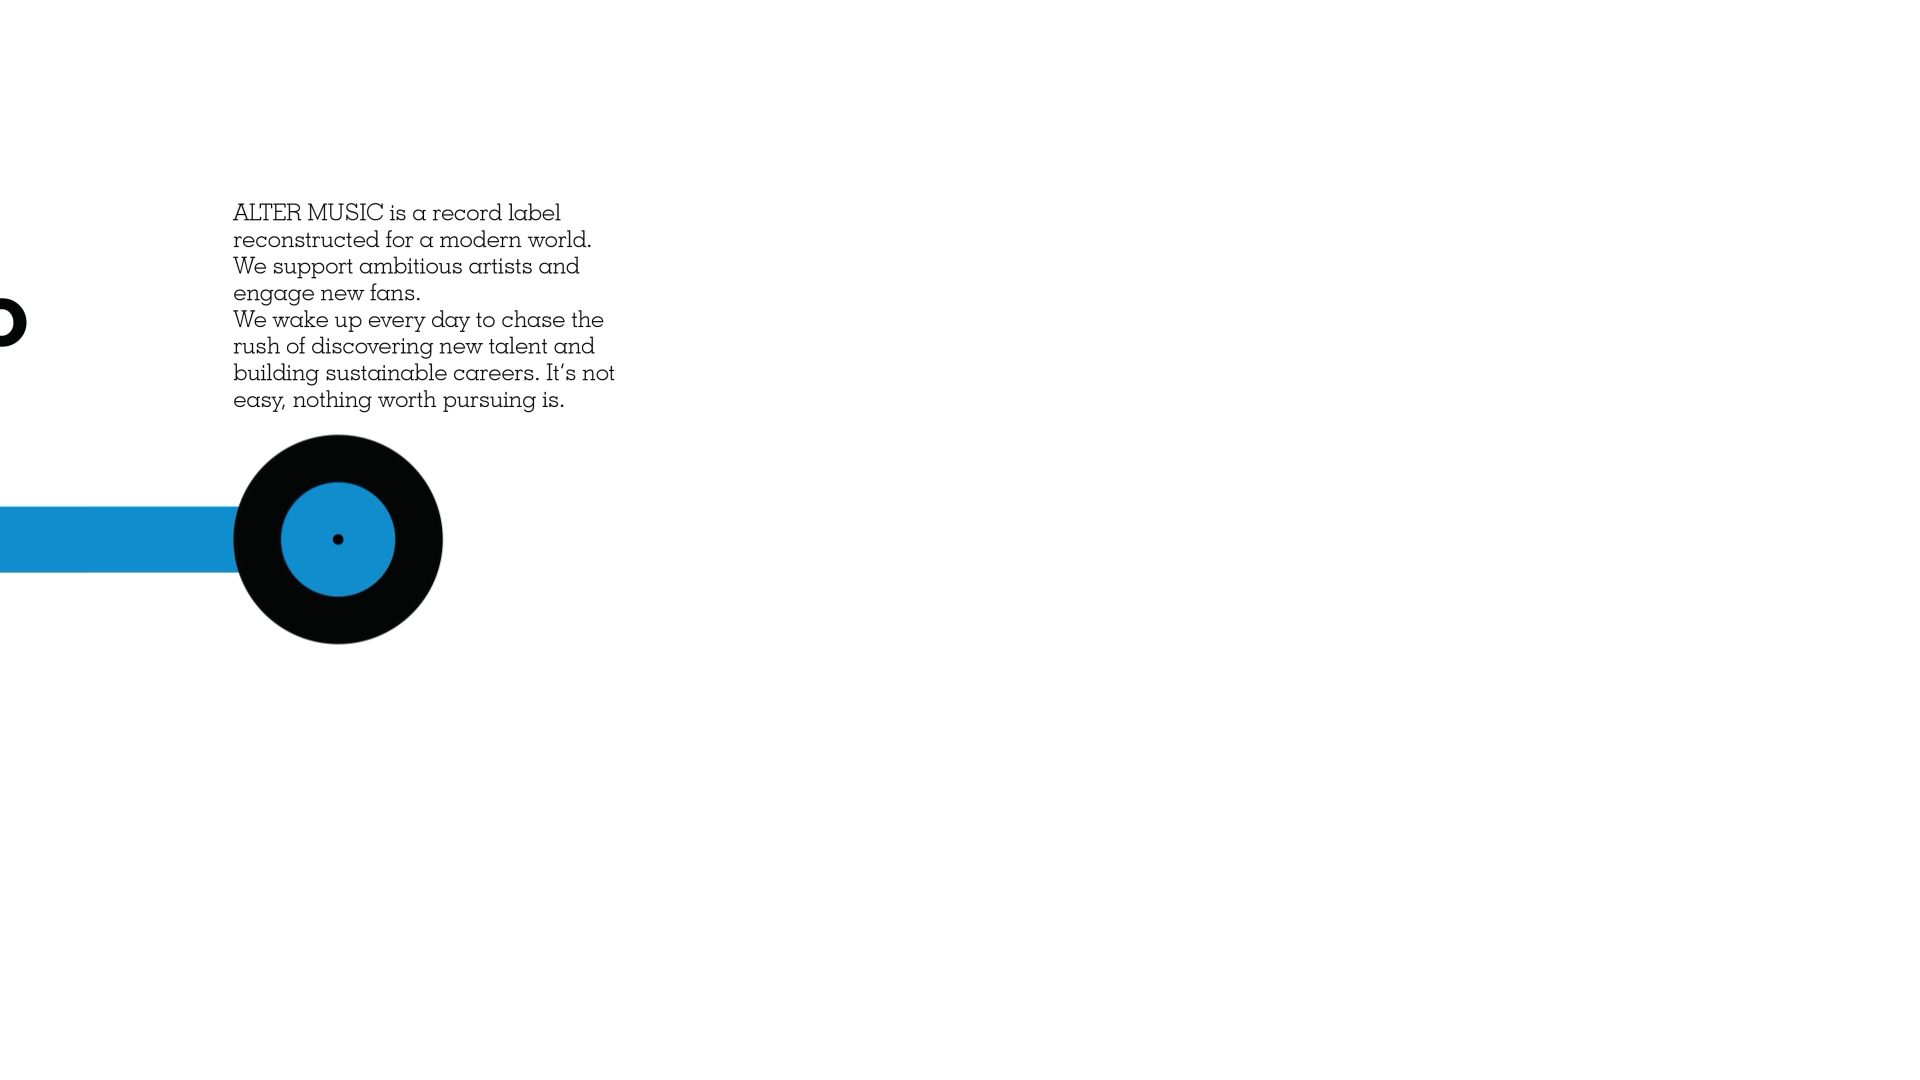 ALTER MUSIC is a record label
reconstructed for a modern world.
We support ambitious artists and
engage new fans.
We wake up every day to chase the
rush of discovering new talent and
building sustainable careers. It's not
easy, nothing worth pursuing is.